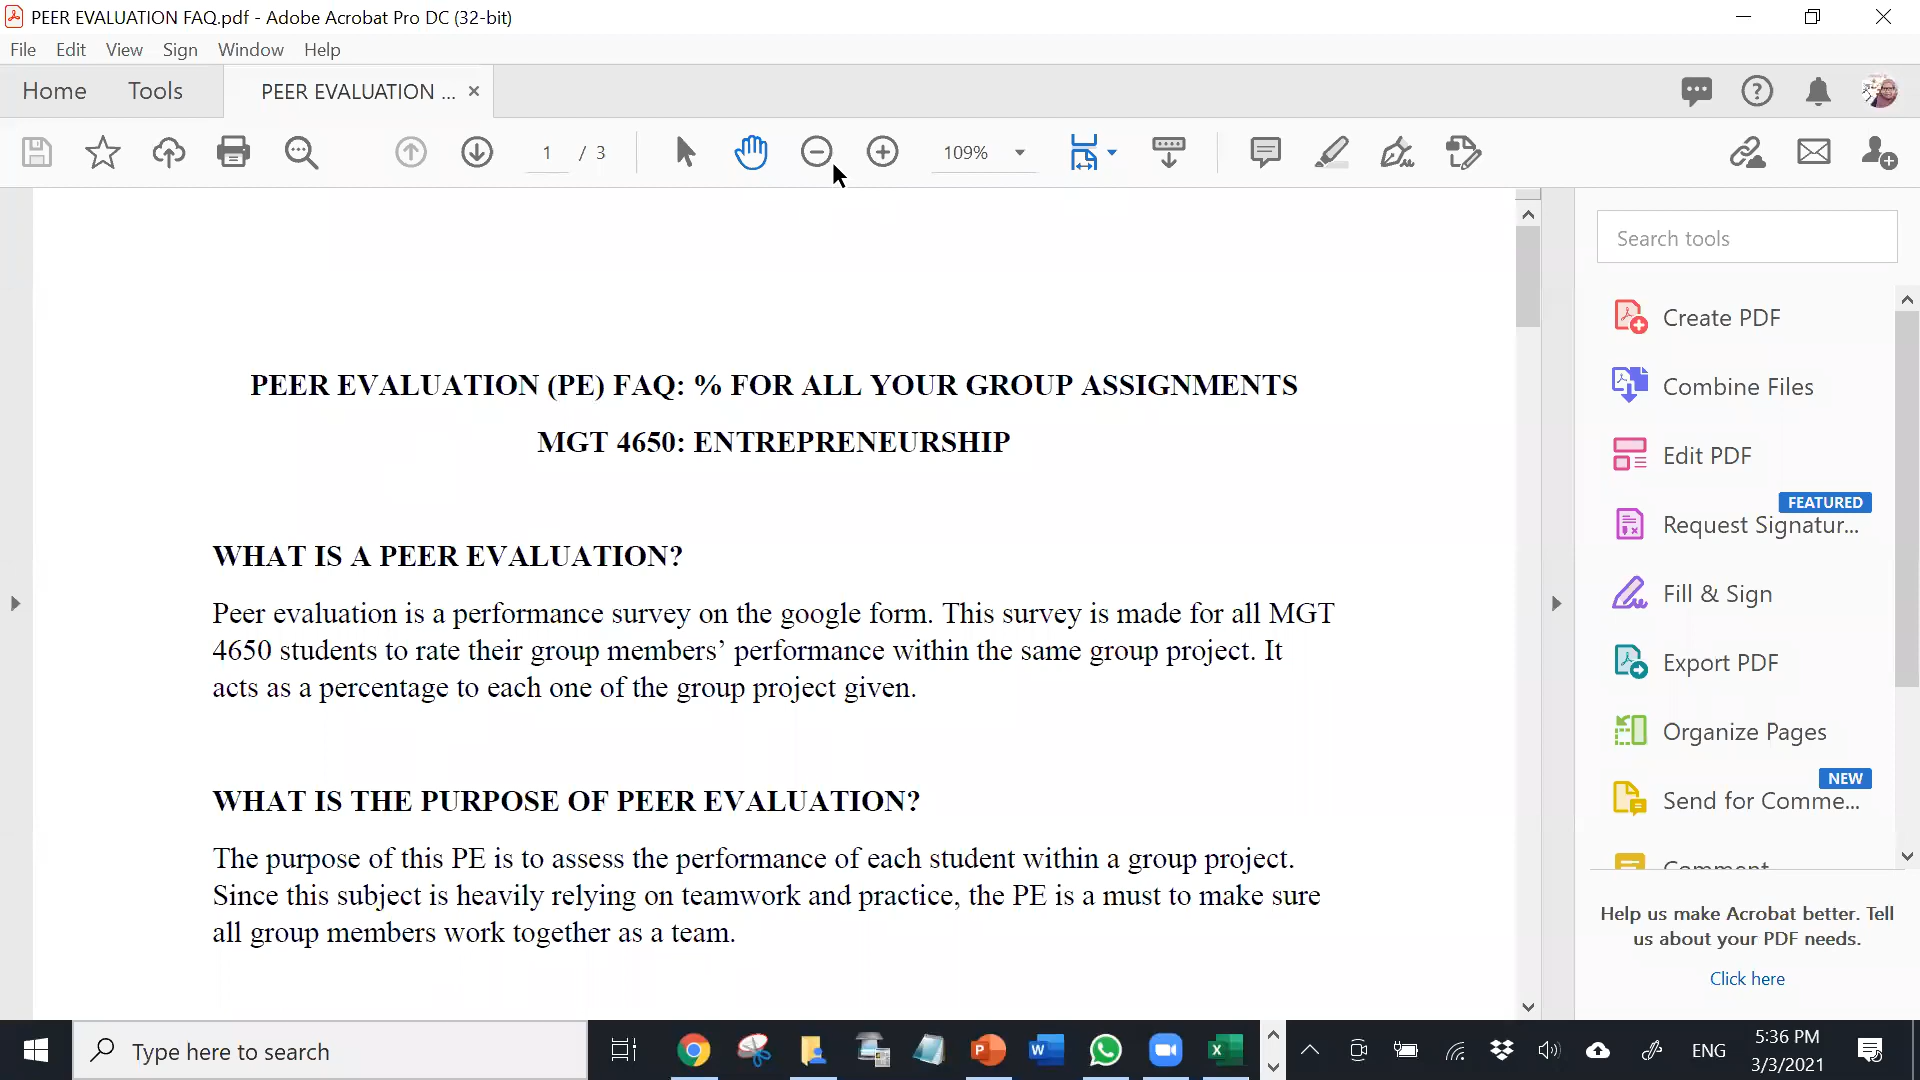 PEER EVALUATION FAQ.pdf - Adobe Acrobat Pro DC (32-bit)
File Edit View Sign Window Help
Home Tools PEER EVALUATION ...
1 / 3 109%
Search tools
Create PDF
Combine Files
Edit PDF
FEATURED
Request Signatur...
Fill & Sign
Export PDF
Organize Pages
NEW
Send for Comme...
Comment
Help us make Acrobat better. Tell
us about your PDF needs.
Click here
PEER EVALUATION (PE) FAQ: % FOR ALL YOUR GROUP ASSIGNMENTS
MGT 4650: ENTREPRENEURSHIP
WHAT IS A PEER EVALUATION?
Peer evaluation is a performance survey on the google form. This survey is made for all MGT
4650 students to rate their group members’ performance within the same group project. It
acts as a percentage to each one of the group project given.
WHAT IS THE PURPOSE OF PEER EVALUATION?
The purpose of this PE is to assess the performance of each student within a group project.
Since this subject is heavily relying on teamwork and practice, the PE is a must to make sure
all group members work together as a team.
Type here to search
ENG
5:36 PM
3/3/2021